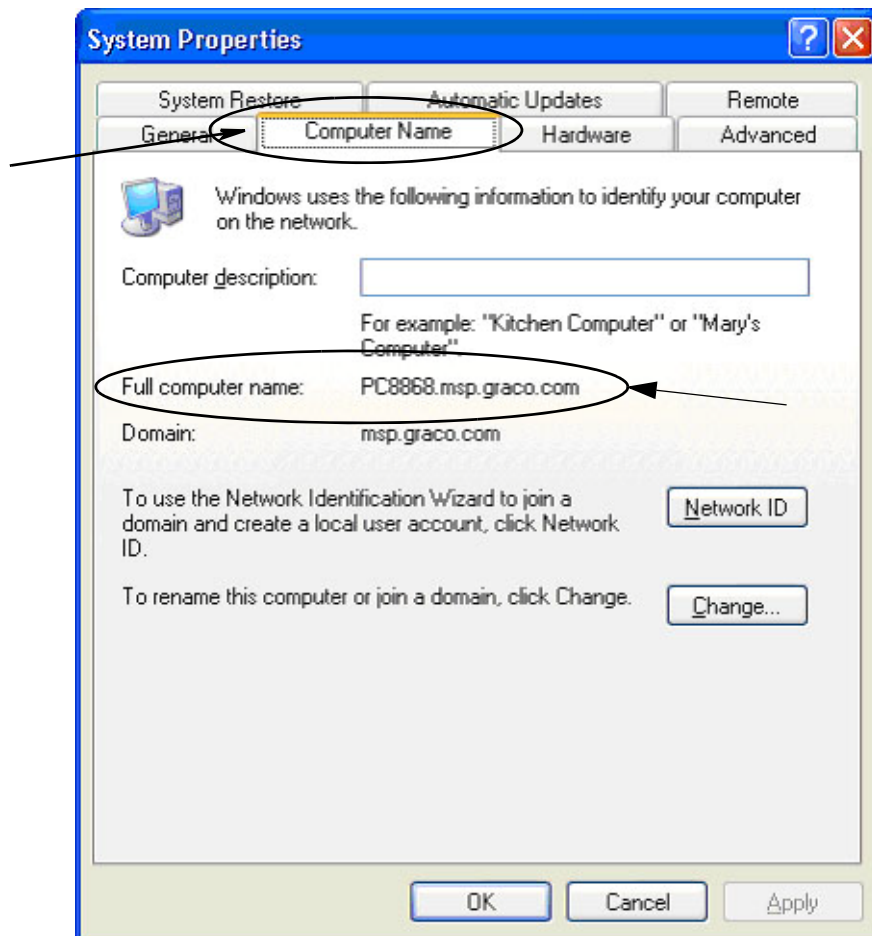 System Properties
System Restore Automatic Updates Remote
General Computer Name Hardware Advanced
Windows uses the following information to identify your computer
on the network.
Computer description:
For example: "Kitchen Computer" or "Mary's
Computer".
Full computer name: PC8868.msp.graco.com
Domain: msp.graco.com
To use the Network Identification Wizard to join a
domain and create a local user account, click Network
ID.
Network ID
To rename this computer or join a domain, click Change.
Change...
OK Cancel Apply